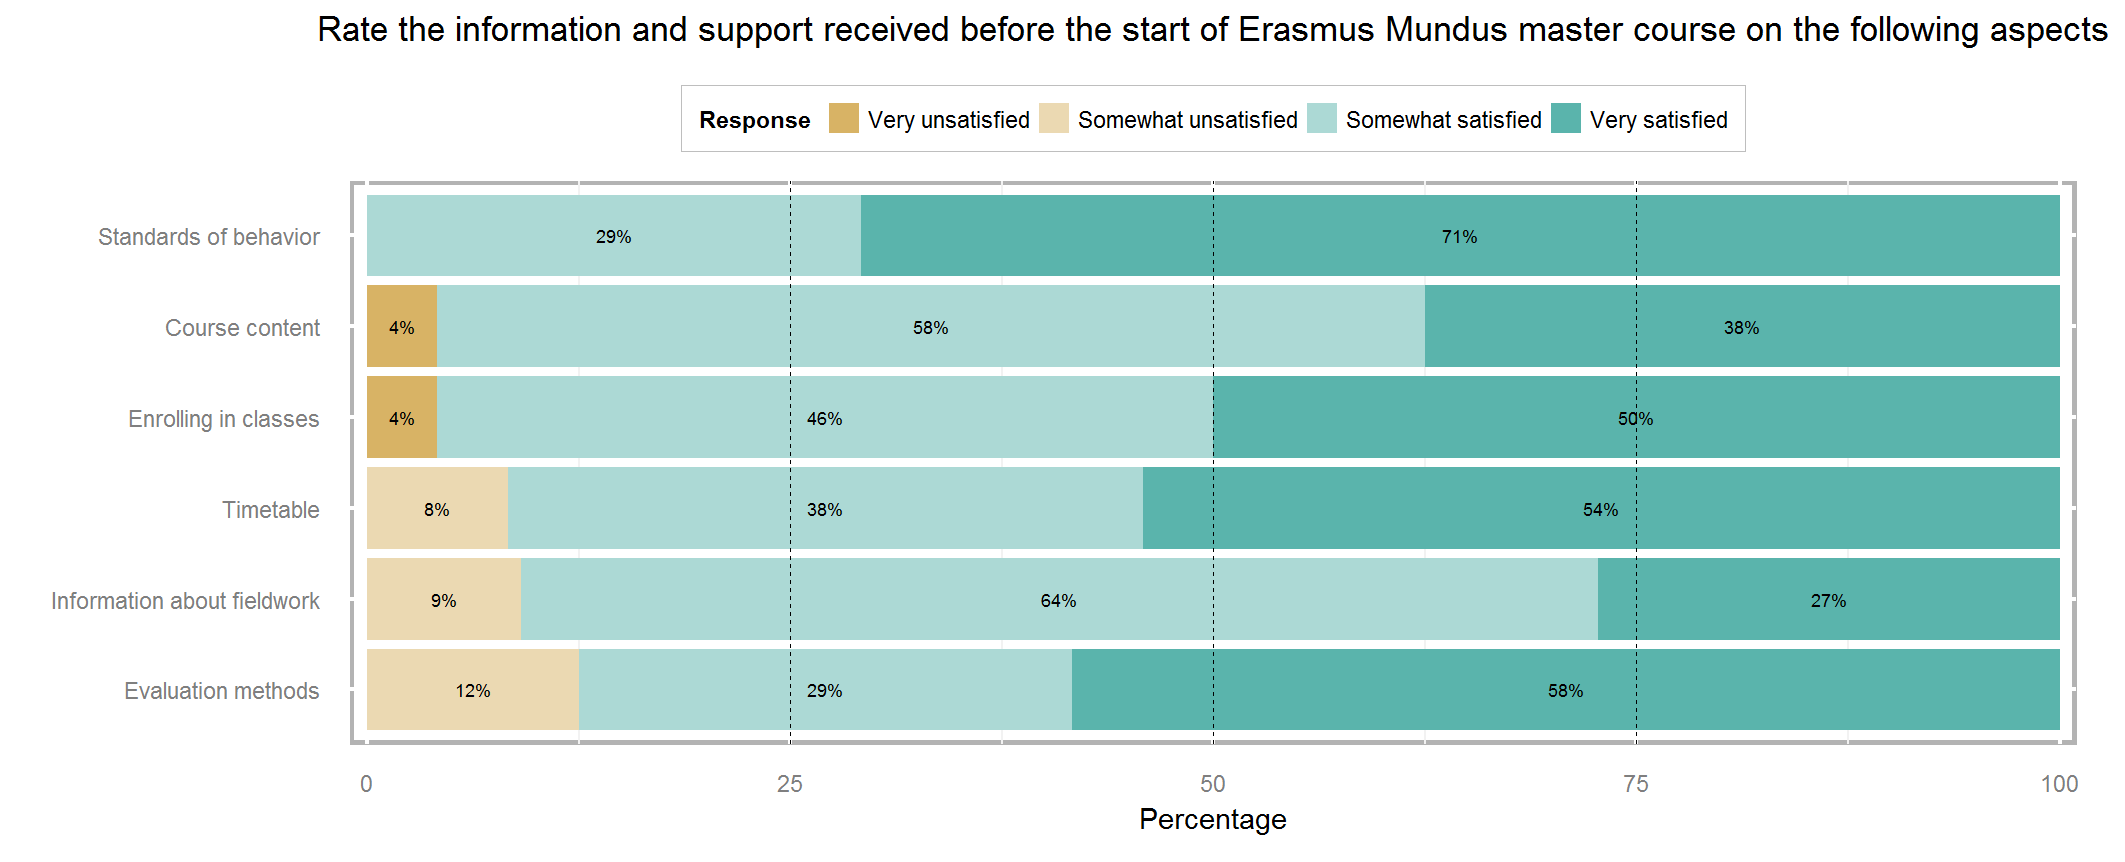 Rate the information and support received before the start of Erasmus Mundus master course on the following aspects
Response Very unsatisfied Somewhat unsatisfied Somewhat satisfied Very satisfied
Standards of behavior 29% 71%
Course content 4% 58% 38%
Enrolling in classes 4% 46% 50%
Timetable 8% 38% 54%
Information about fieldwork 9% 64% 27%
Evaluation methods 12% 29% 58%
0 25 50 75 100
Percentage